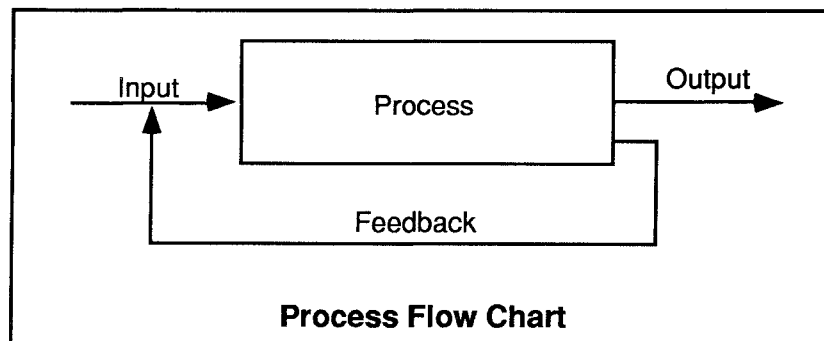 Input
Process
Output
Feedback
Process Flow Chart